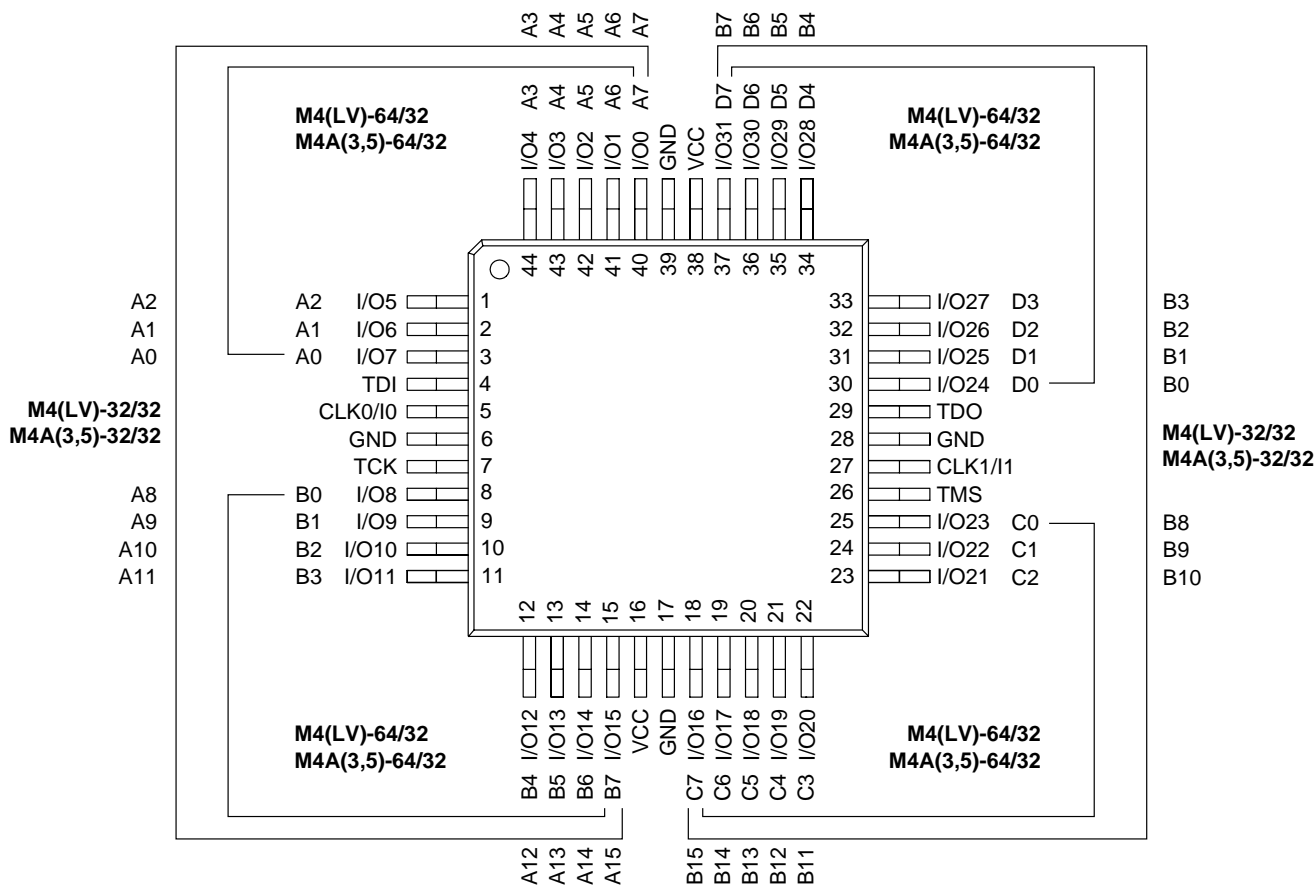 A3 A4 A5 A6 A7 B7 B6 B5 B4
A3 A4 A5 A6 A7 D7 D6 D5 D4
M4(LV)-64/32
M4A(3,5)-64/32
M4(LV)-64/32
M4A(3,5)-64/32
I/O4 I/O3 I/O2 I/O1 I/O0 GND VCC I/O31 I/O30 I/O29 I/O28
44 43 42 41 40 39 38 37 36 35 34
A2 A2 I/O5 1 33 I/O27 D3 B3
A1 A1 I/O6 2 32 I/O26 D2 B2
A0 A0 I/O7 3 31 I/O25 D1 B1
TDI 4 30 I/O24 D0 B0
CLK0/I0 5 29 TDO
M4(LV)-32/32
M4A(3,5)-32/32
GND 6 28 GND
M4(LV)-32/32
M4A(3,5)-32/32
TCK 7 27 CLK1/I1
A8 B0 I/O8 8 26 TMS
A9 B1 I/O9 9 25 I/O23 C0 B8
A10 B2 I/O10 10 24 I/O22 C1 B9
A11 B3 I/O11 11 23 I/O21 C2 B10
12 13 14 15 16 17 18 19 20 21 22
I/O12 I/O13 I/O14 I/O15 VCC GND I/O16 I/O17 I/O18 I/O19 I/O20
M4(LV)-64/32
M4A(3,5)-64/32
M4(LV)-64/32
M4A(3,5)-64/32
B4 B5 B6 B7 C7 C6 C5 C4 C3
A12 A13 A14 A15 B15 B14 B13 B12 B11